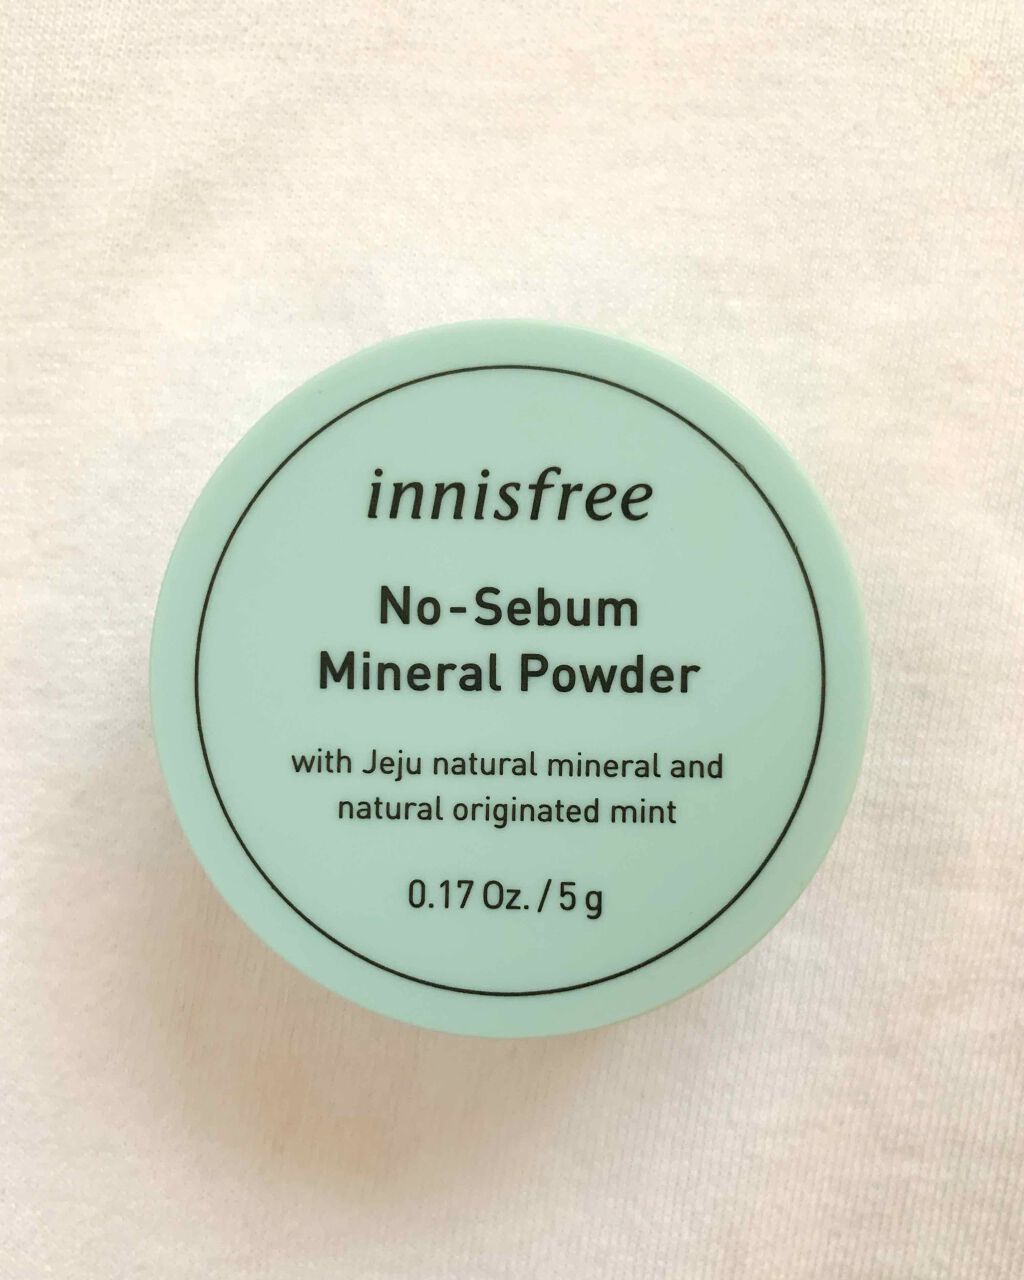 innisfree
No-Sebum
Mineral Powder
with Jeju natural mineral and
natural originated mint
0.17 Oz. / 5 g